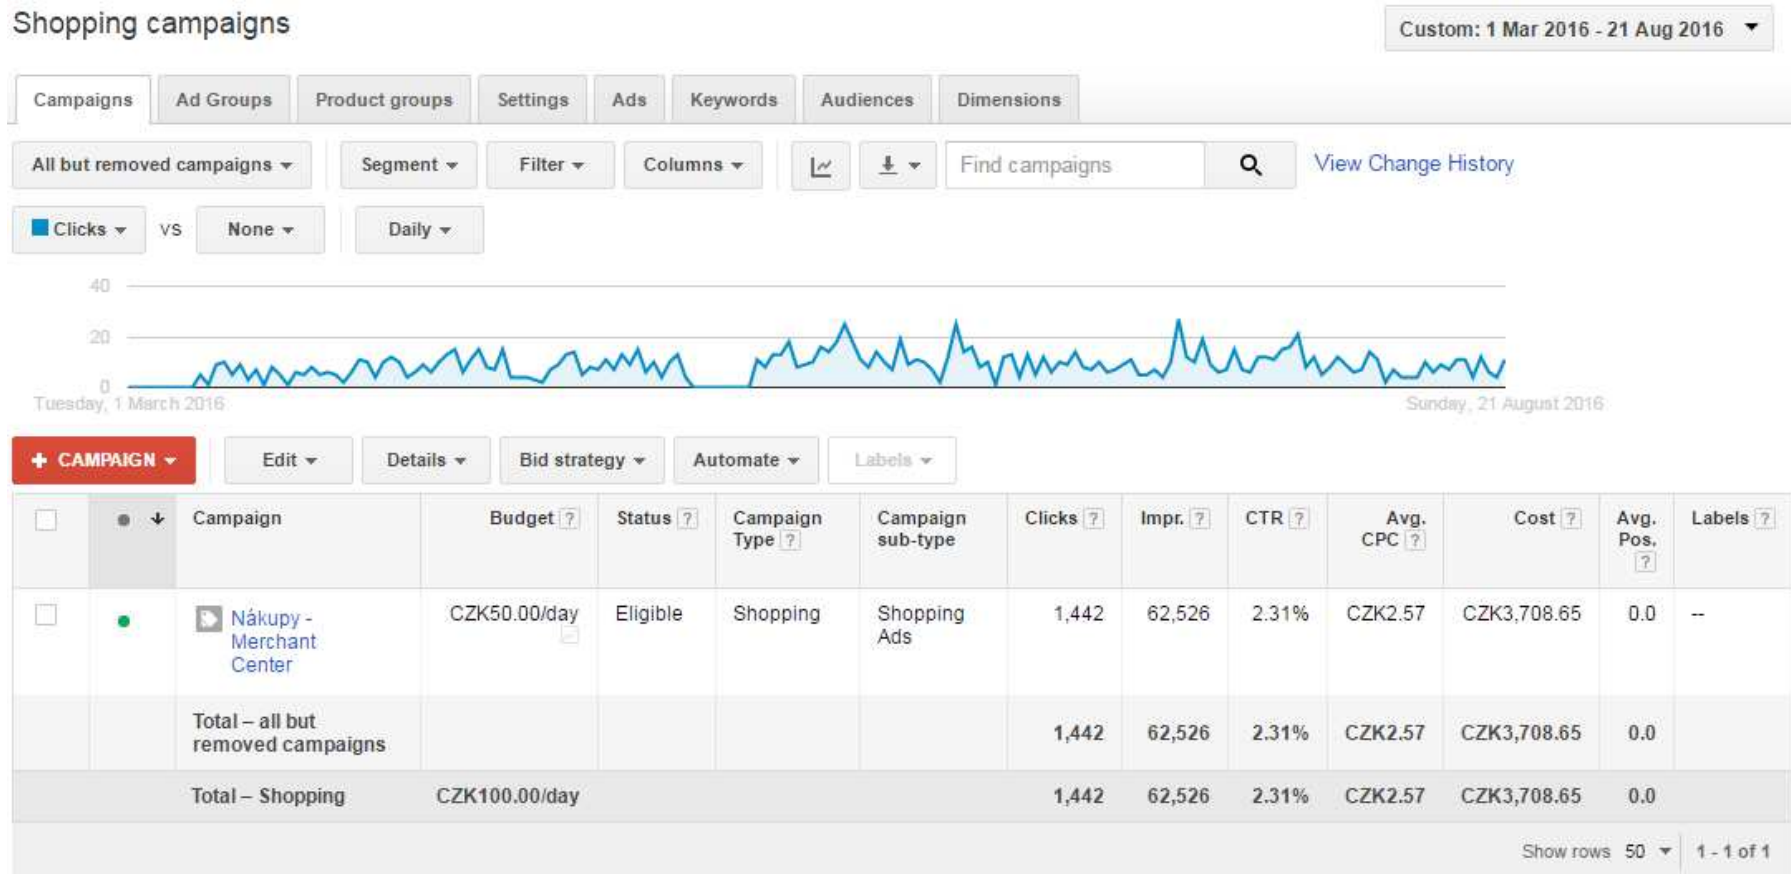 Shopping campaigns
Custom: 1 Mar 2016 - 21 Aug 2016
Campaigns Ad Groups Product groups Settings Ads Keywords Audiences Dimensions
All but removed campaigns Segment Filter Columns Find campaigns View Change History
Clicks VS None Daily
40
20
0
Tuesday, 1 March 2016 Sunday, 21 August 2016
+ CAMPAIGN Edit Details Bid strategy Automate Labels
Campaign Budget ? Status ? Campaign Type ? Campaign sub-type Clicks ? Impr. ? CTR ? Avg. CPC ? Cost ? Avg. Pos. ? Labels ?
Nákupy - Merchant Center CZK50.00/day Eligible Shopping Shopping Ads 1,442 62,526 2.31% CZK2.57 CZK3,708.65 0.0 --
Total – all but removed campaigns 1,442 62,526 2.31% CZK2.57 CZK3,708.65 0.0
Total – Shopping CZK100.00/day 1,442 62,526 2.31% CZK2.57 CZK3,708.65 0.0
Show rows 50 1 - 1 of 1